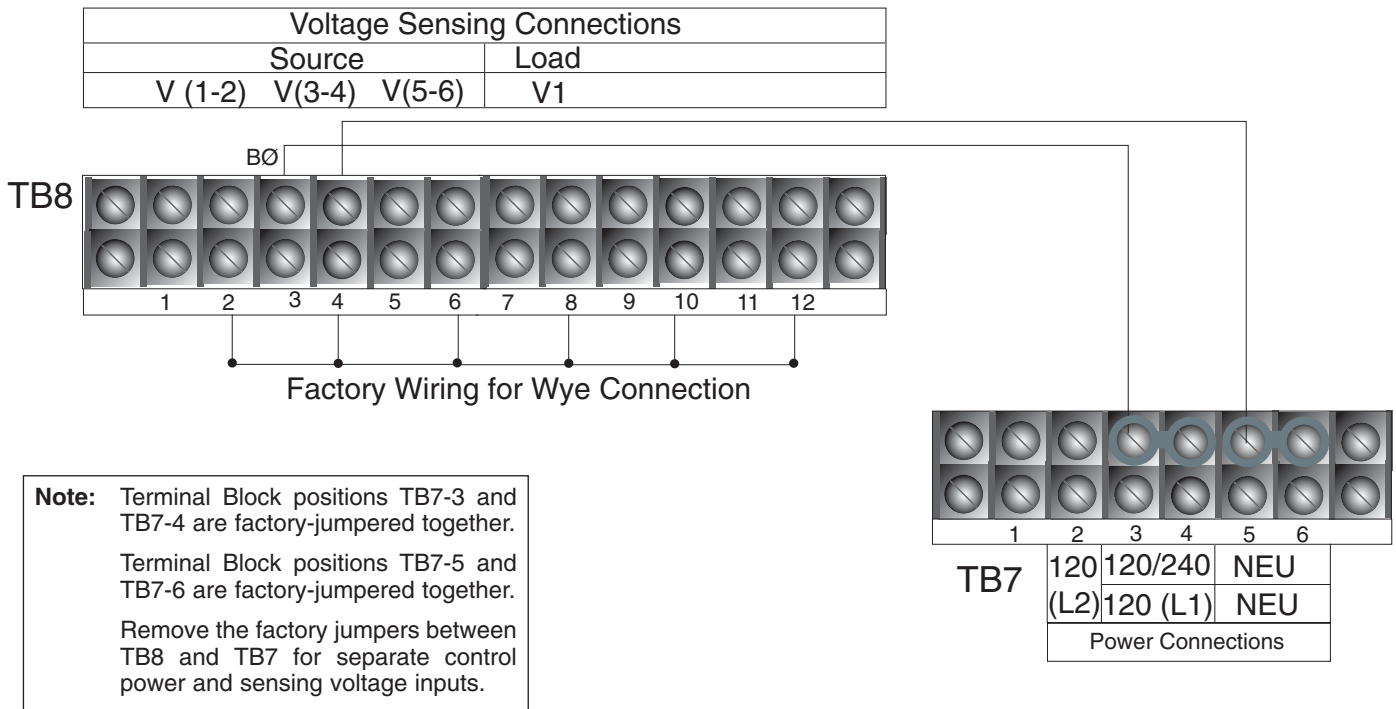 Voltage Sensing Connections
Source Load
V (1-2) V(3-4) V(5-6) V1
BØ
TB8
1 2 3 4 5 6 7 8 9 10 11 12
Factory Wiring for Wye Connection
Note: Terminal Block positions TB7-3 and
TB7-4 are factory-jumpered together.
Terminal Block positions TB7-5 and
TB7-6 are factory-jumpered together.
Remove the factory jumpers between
TB8 and TB7 for separate control
power and sensing voltage inputs.
1 2 3 4 5 6
TB7
120 120/240 NEU
(L2) 120 (L1) NEU
Power Connections